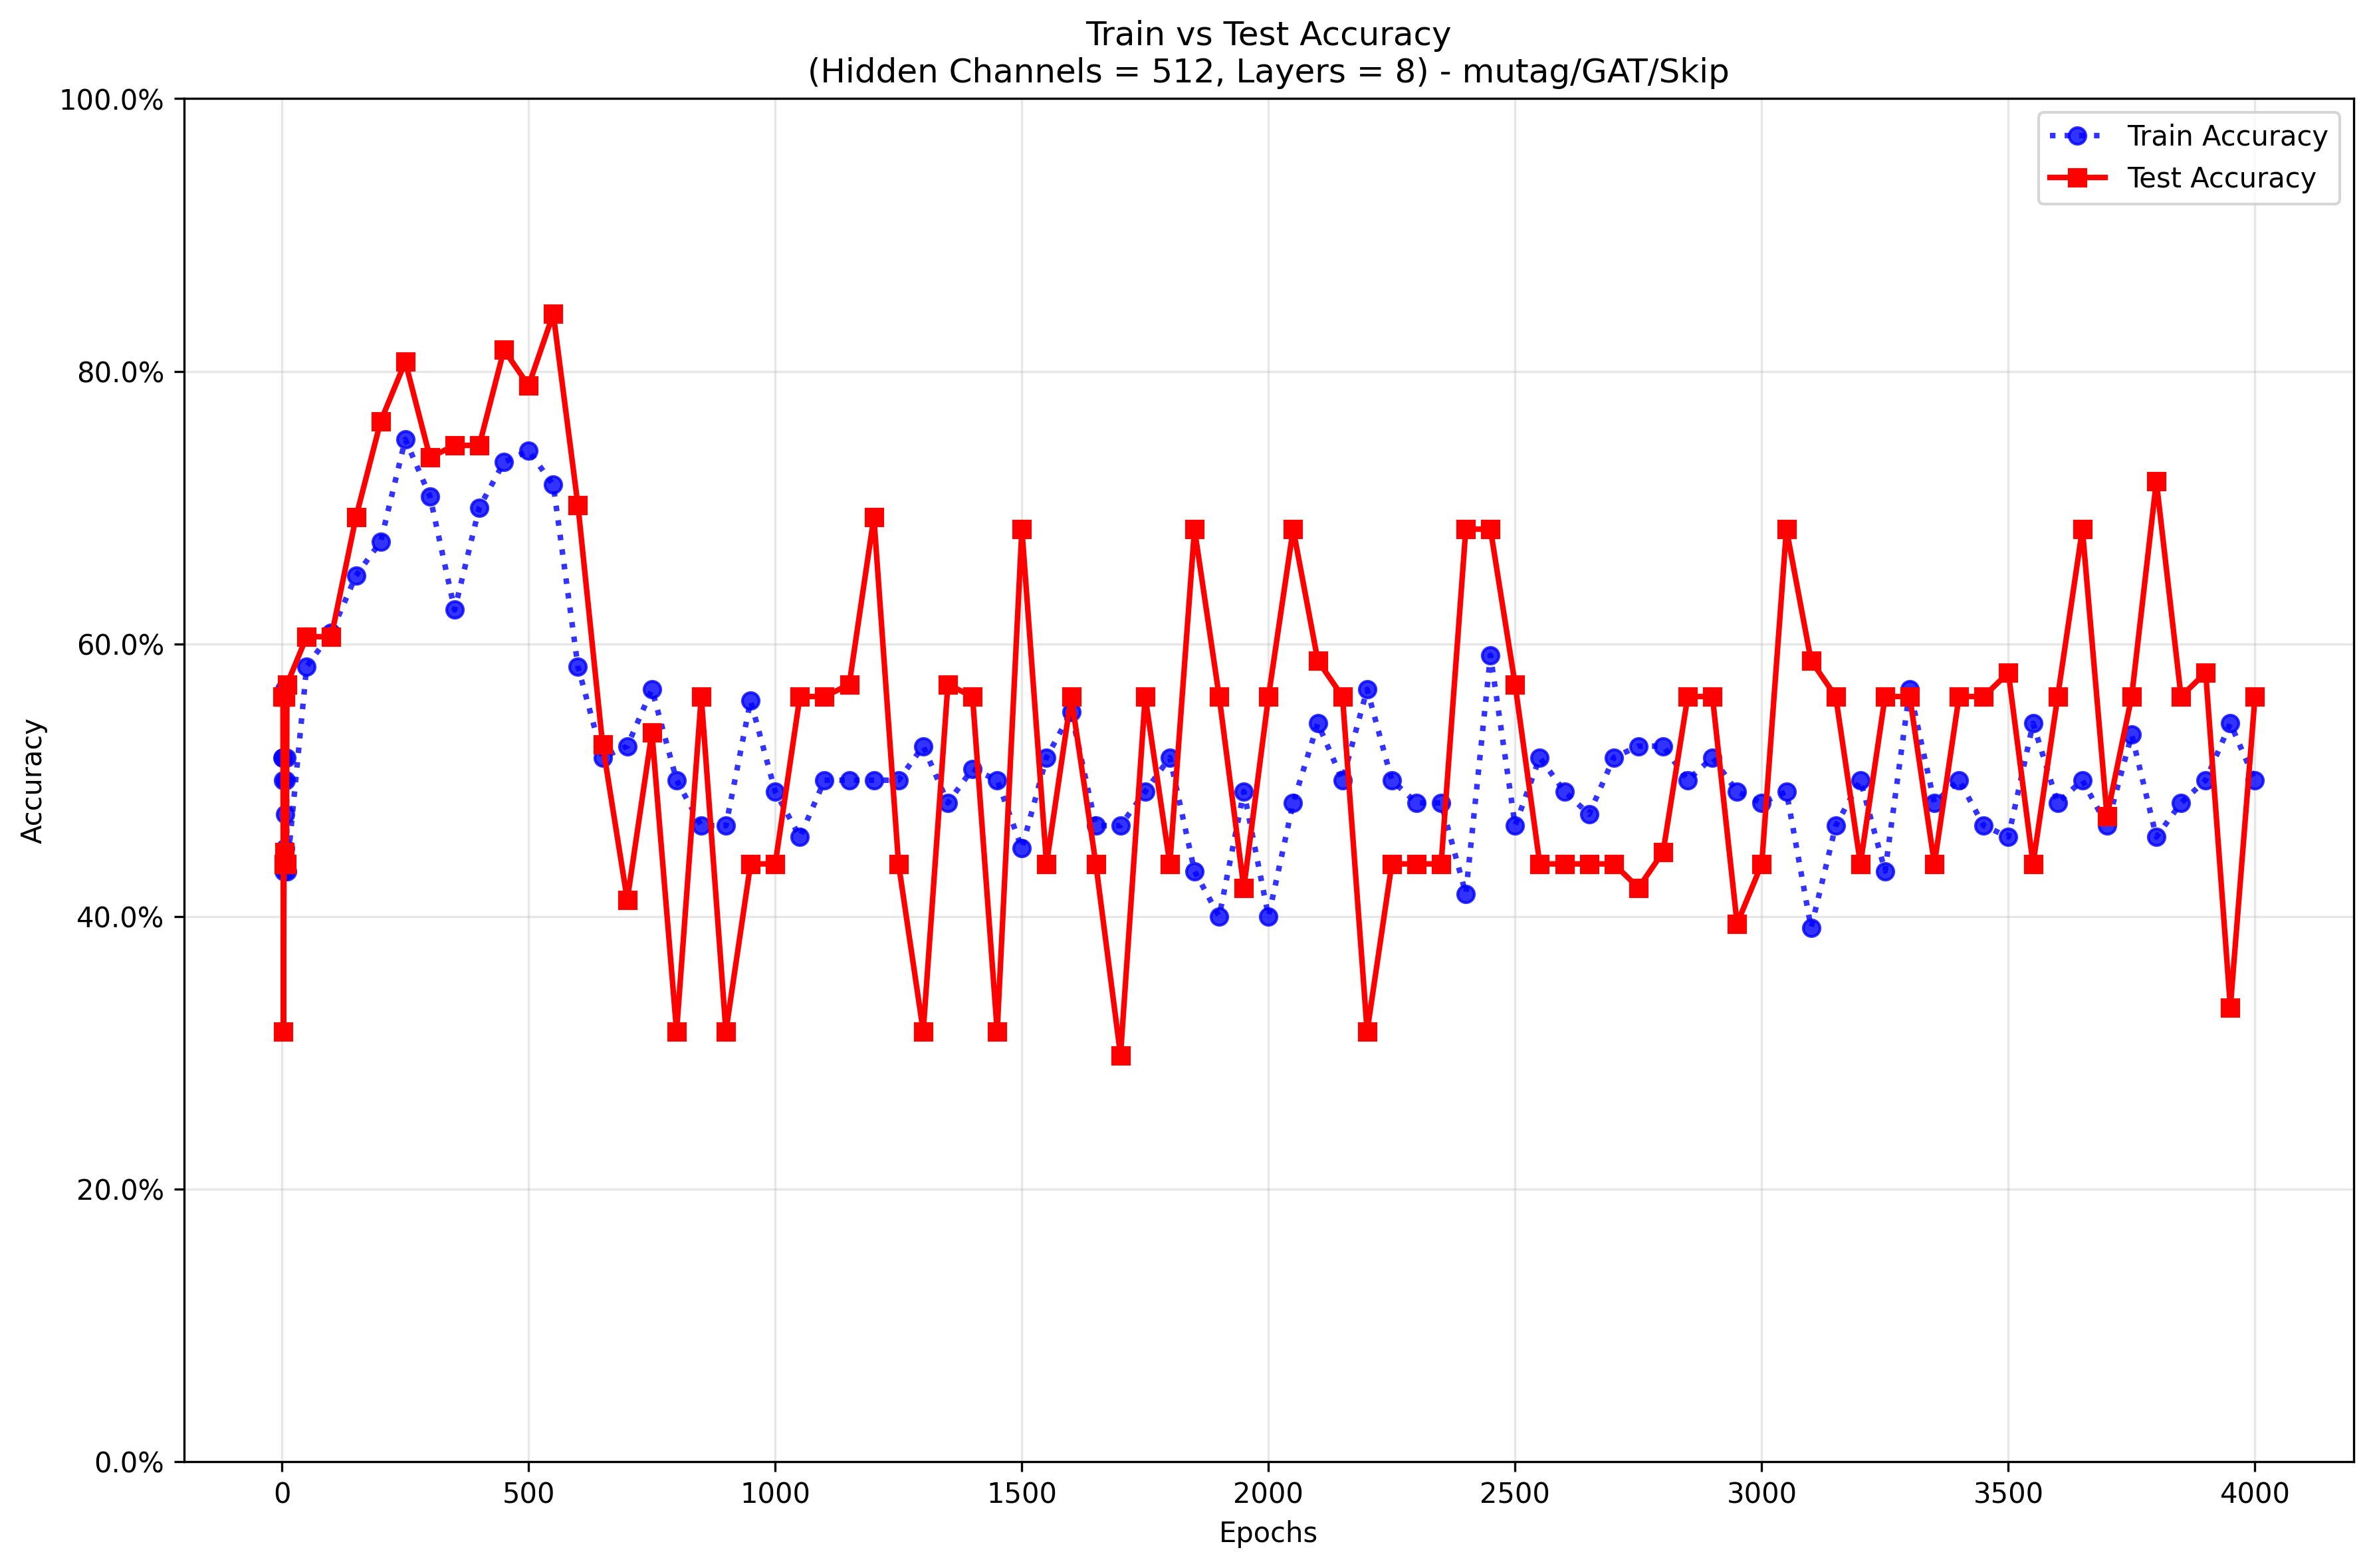 Train vs Test Accuracy
(Hidden Channels = 512, Layers = 8) - mutag/GAT/Skip
100.0%
80.0%
60.0%
40.0%
20.0%
0.0%
Accuracy
Train Accuracy
Test Accuracy
0 500 1000 1500 2000 2500 3000 3500 4000
Epochs